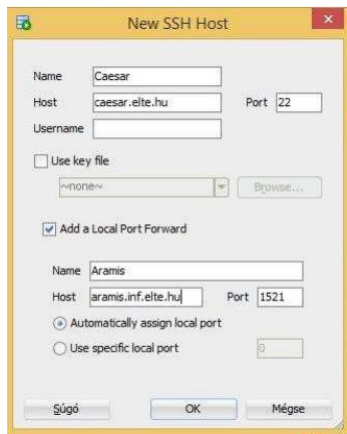 New SSH Host
Name Caesar
Host caesar.elte.hu Port 22
Username
Use key file
~none~ Browse...
Add a Local Port Forward
Name Aramis
Host aramis.inf.elte.hu Port 1521
Automatically assign local port
Use specific local port 0
Súgó OK Mégse